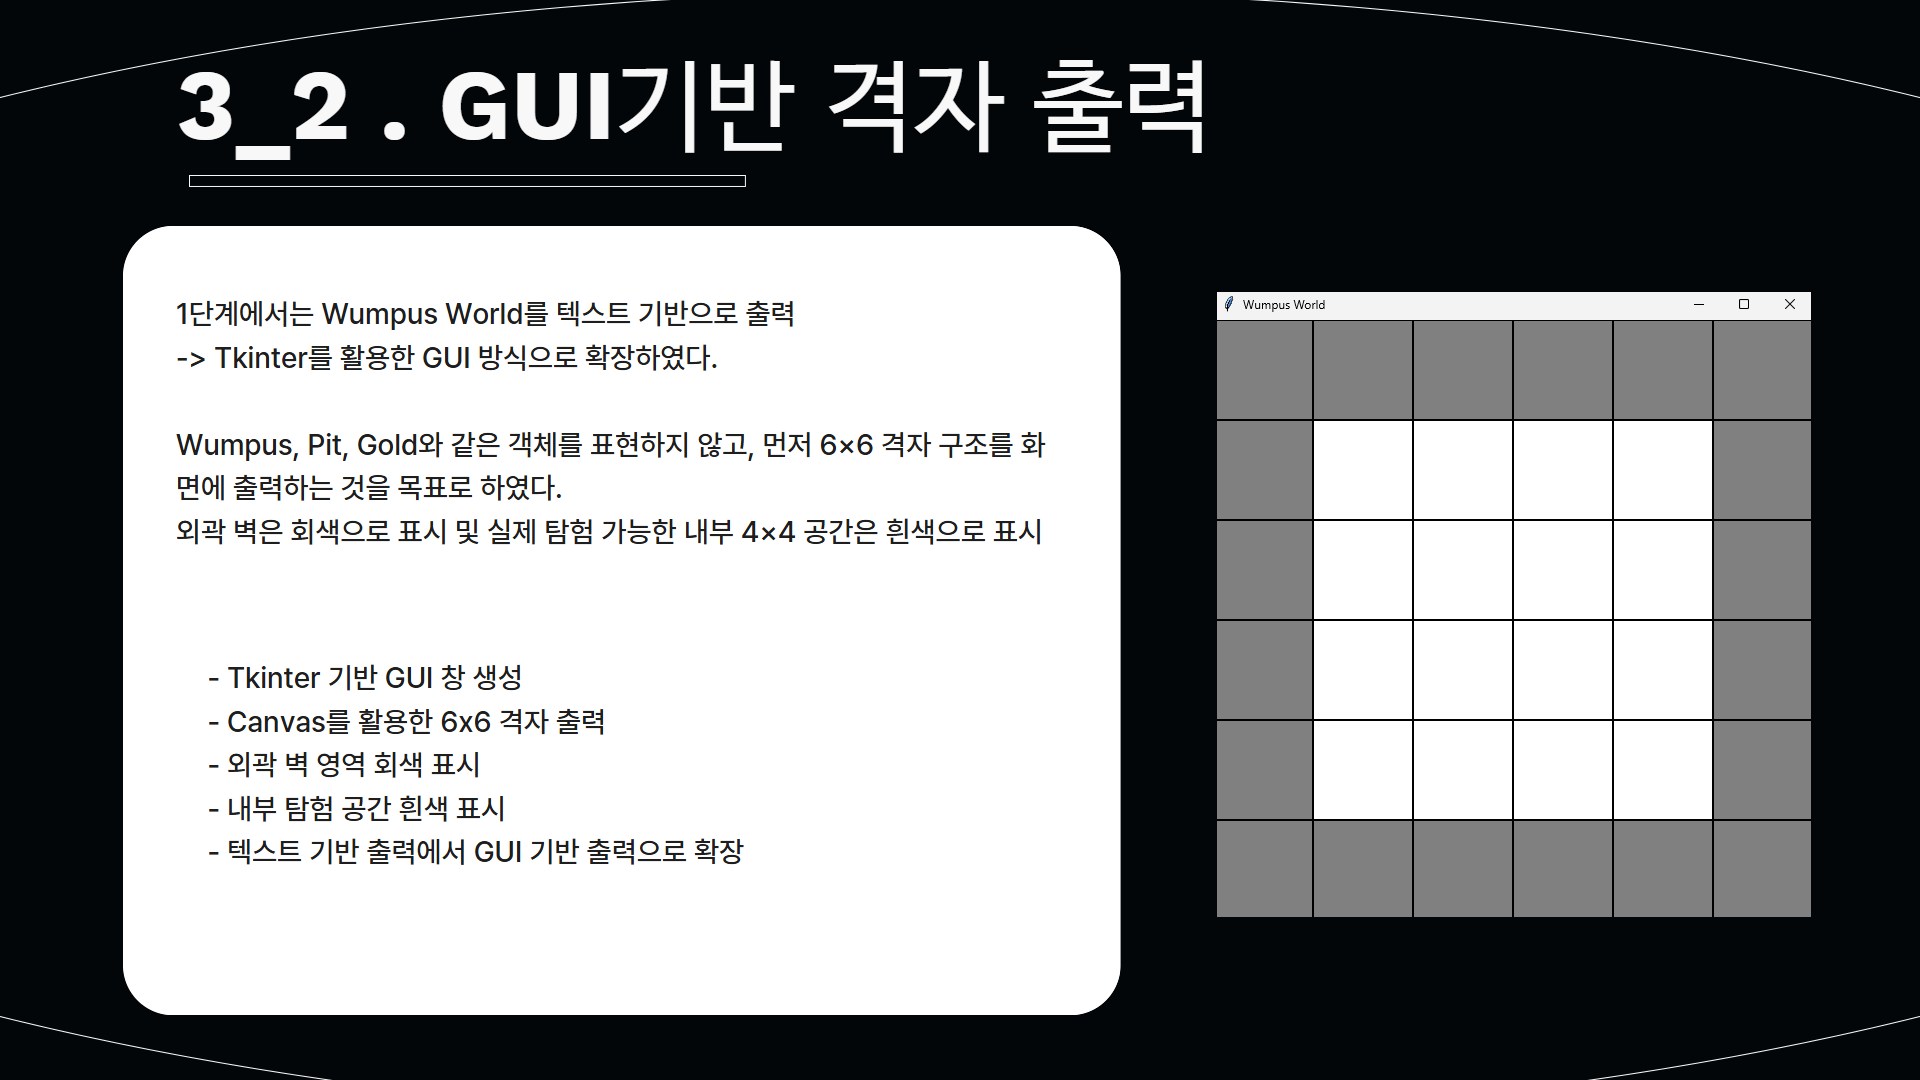 3_2 . GUI기반 격자 출력
1단계에서는 Wumpus World를 텍스트 기반으로 출력
-> Tkinter를 활용한 GUI 방식으로 확장하였다.
Wumpus, Pit, Gold와 같은 객체를 표현하지 않고, 먼저 6×6 격자 구조를 화
면에 출력하는 것을 목표로 하였다.
외곽 벽은 회색으로 표시 및 실제 탐험 가능한 내부 4×4 공간은 흰색으로 표시
- Tkinter 기반 GUI 창 생성
- Canvas를 활용한 6x6 격자 출력
- 외곽 벽 영역 회색 표시
- 내부 탐험 공간 흰색 표시
- 텍스트 기반 출력에서 GUI 기반 출력으로 확장
Wumpus World